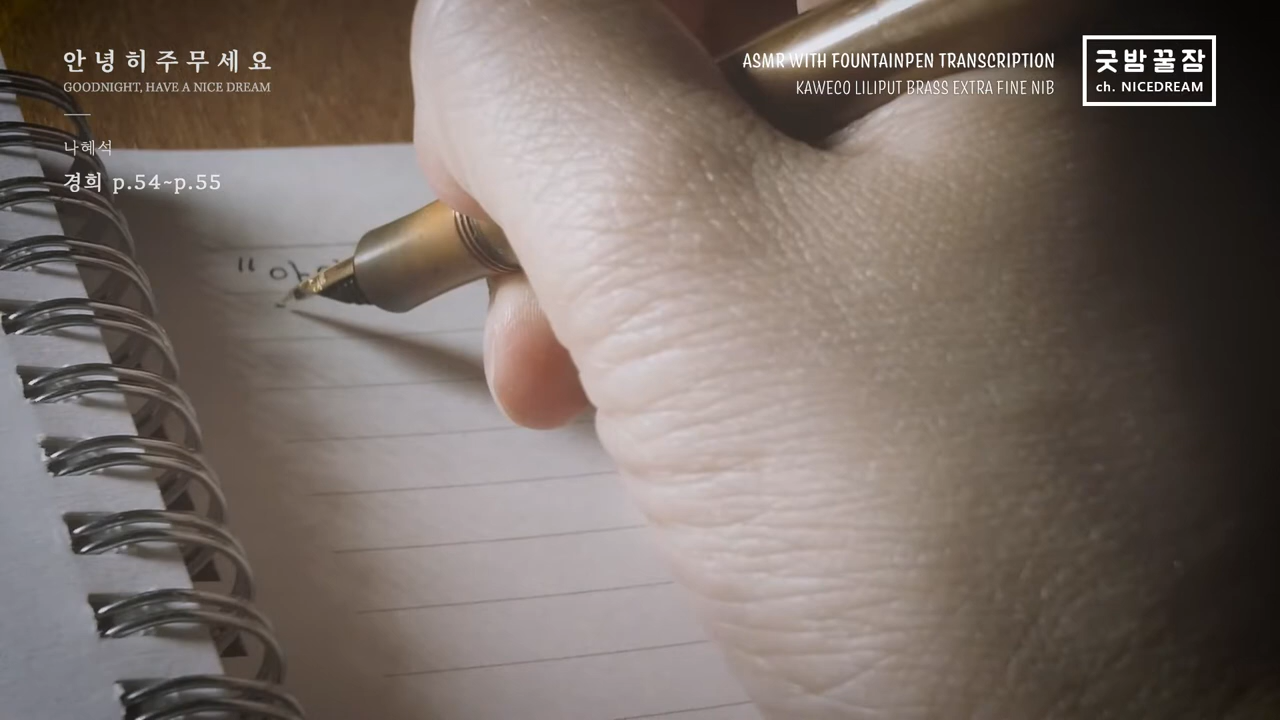 안녕히주무세요
GOODNIGHT, HAVE A NICE DREAM
나혜석
경희 p.54~p.55
ASMR WITH FOUNTAINPEN TRANSCRIPTION
KAWECO LILIPUT BRASS EXTRA FINE NIB
굿밤꿀잠
ch. NICEDREAM